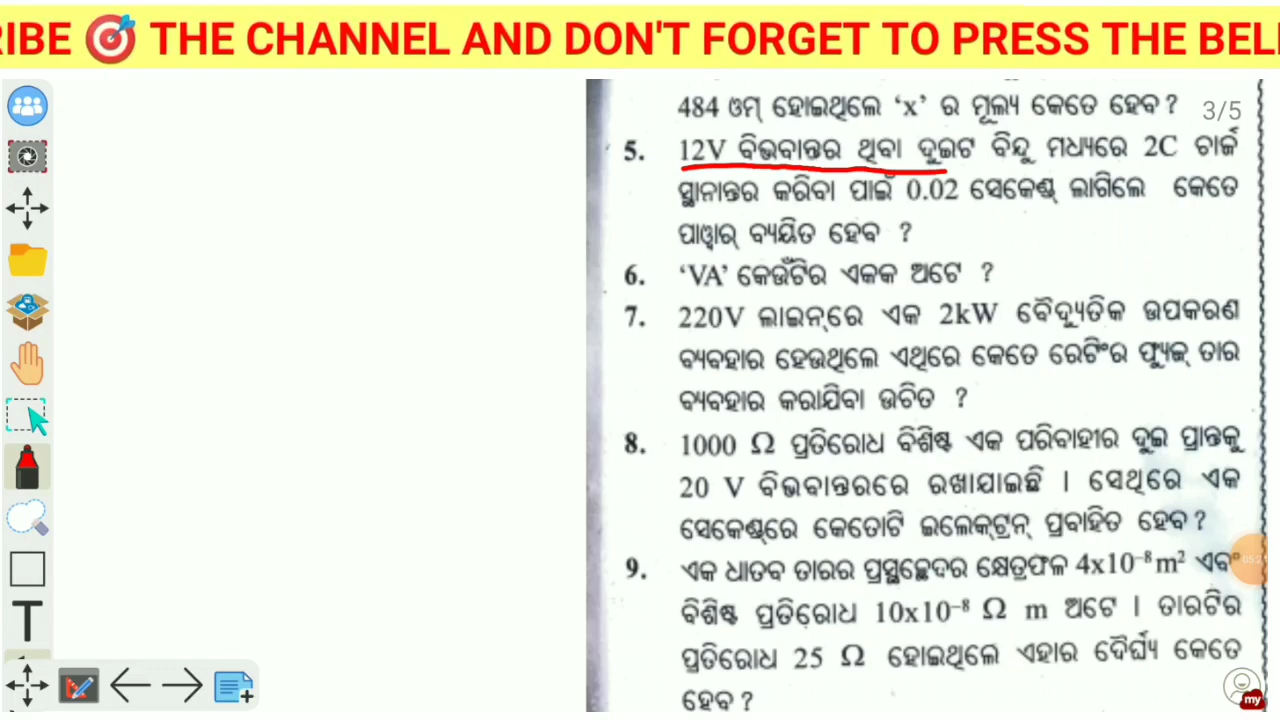 RIBE 🎯 THE CHANNEL AND DON'T FORGET TO PRESS THE BELL
484 ଓମ୍ ହୋଇଥିଲେ ‘x’ ର ମୂଲ୍ୟ କେତେ ହେବ ?
3/5
5. 12V ବିଭବାନ୍ତର ଥିବା ଦୁଇଟ ବିନ୍ଦୁ ମଧ୍ୟରେ 2C ଚାର୍ଜ
ସ୍ଥାନାନ୍ତର କରିବା ପାଇଁ 0.02 ସେକେଣ୍ଡ୍ ଲାଗିଲେ କେତେ
ପାଓ୍ୱାର୍ ବ୍ୟୟିତ ହେବ ?
6. ‘VA’ କେଉଁଟିର ଏକକ ଅଟେ ?
7. 220V ଲାଇନ୍‌ରେ ଏକ 2kW ବୈଦ୍ୟୁତିକ ଉପକରଣ
ବ୍ୟବହାର ହେଉଥିଲେ ଏଥିରେ କେତେ ରେଟିଂର ଫ୍ୟୁଜ୍ ତାର
ବ୍ୟବହାର କରାଯିବା ଉଚିତ ?
8. 1000 Ω ପ୍ରତିରୋଧ ବିଶିଷ୍ଟ ଏକ ପରିବାହୀର ଦୁଇ ପ୍ରାନ୍ତକୁ
20 V ବିଭବାନ୍ତରରେ ରଖାଯାଇଛି । ସେଥିରେ ଏକ
ସେକେଣ୍ଡ୍‌ରେ କେତୋଟି ଇଲେକ୍‌ଟ୍ରନ୍ ପ୍ରବାହିତ ହେବ ?
9. ଏକ ଧାତବ ତାରର ପ୍ରସ୍ଥଚ୍ଛେଦର କ୍ଷେତ୍ରଫଳ 4x10⁻⁸ m² ଏବଂ
ବିଶିଷ୍ଟ ପ୍ରତିରୋଧ 10x10⁻⁸ Ω m ଅଟେ । ତାରଟିର
ପ୍ରତିରୋଧ 25 Ω ହୋଇଥିଲେ ଏହାର ଦୈର୍ଘ୍ୟ କେତେ
ହେବ ?
T
my